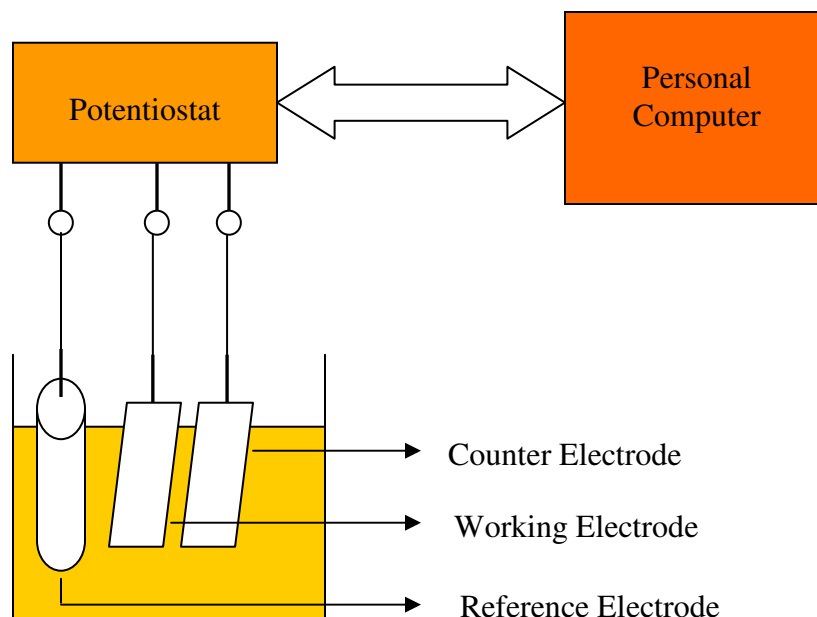 Potentiostat
Personal
Computer
Counter Electrode
Working Electrode
Reference Electrode